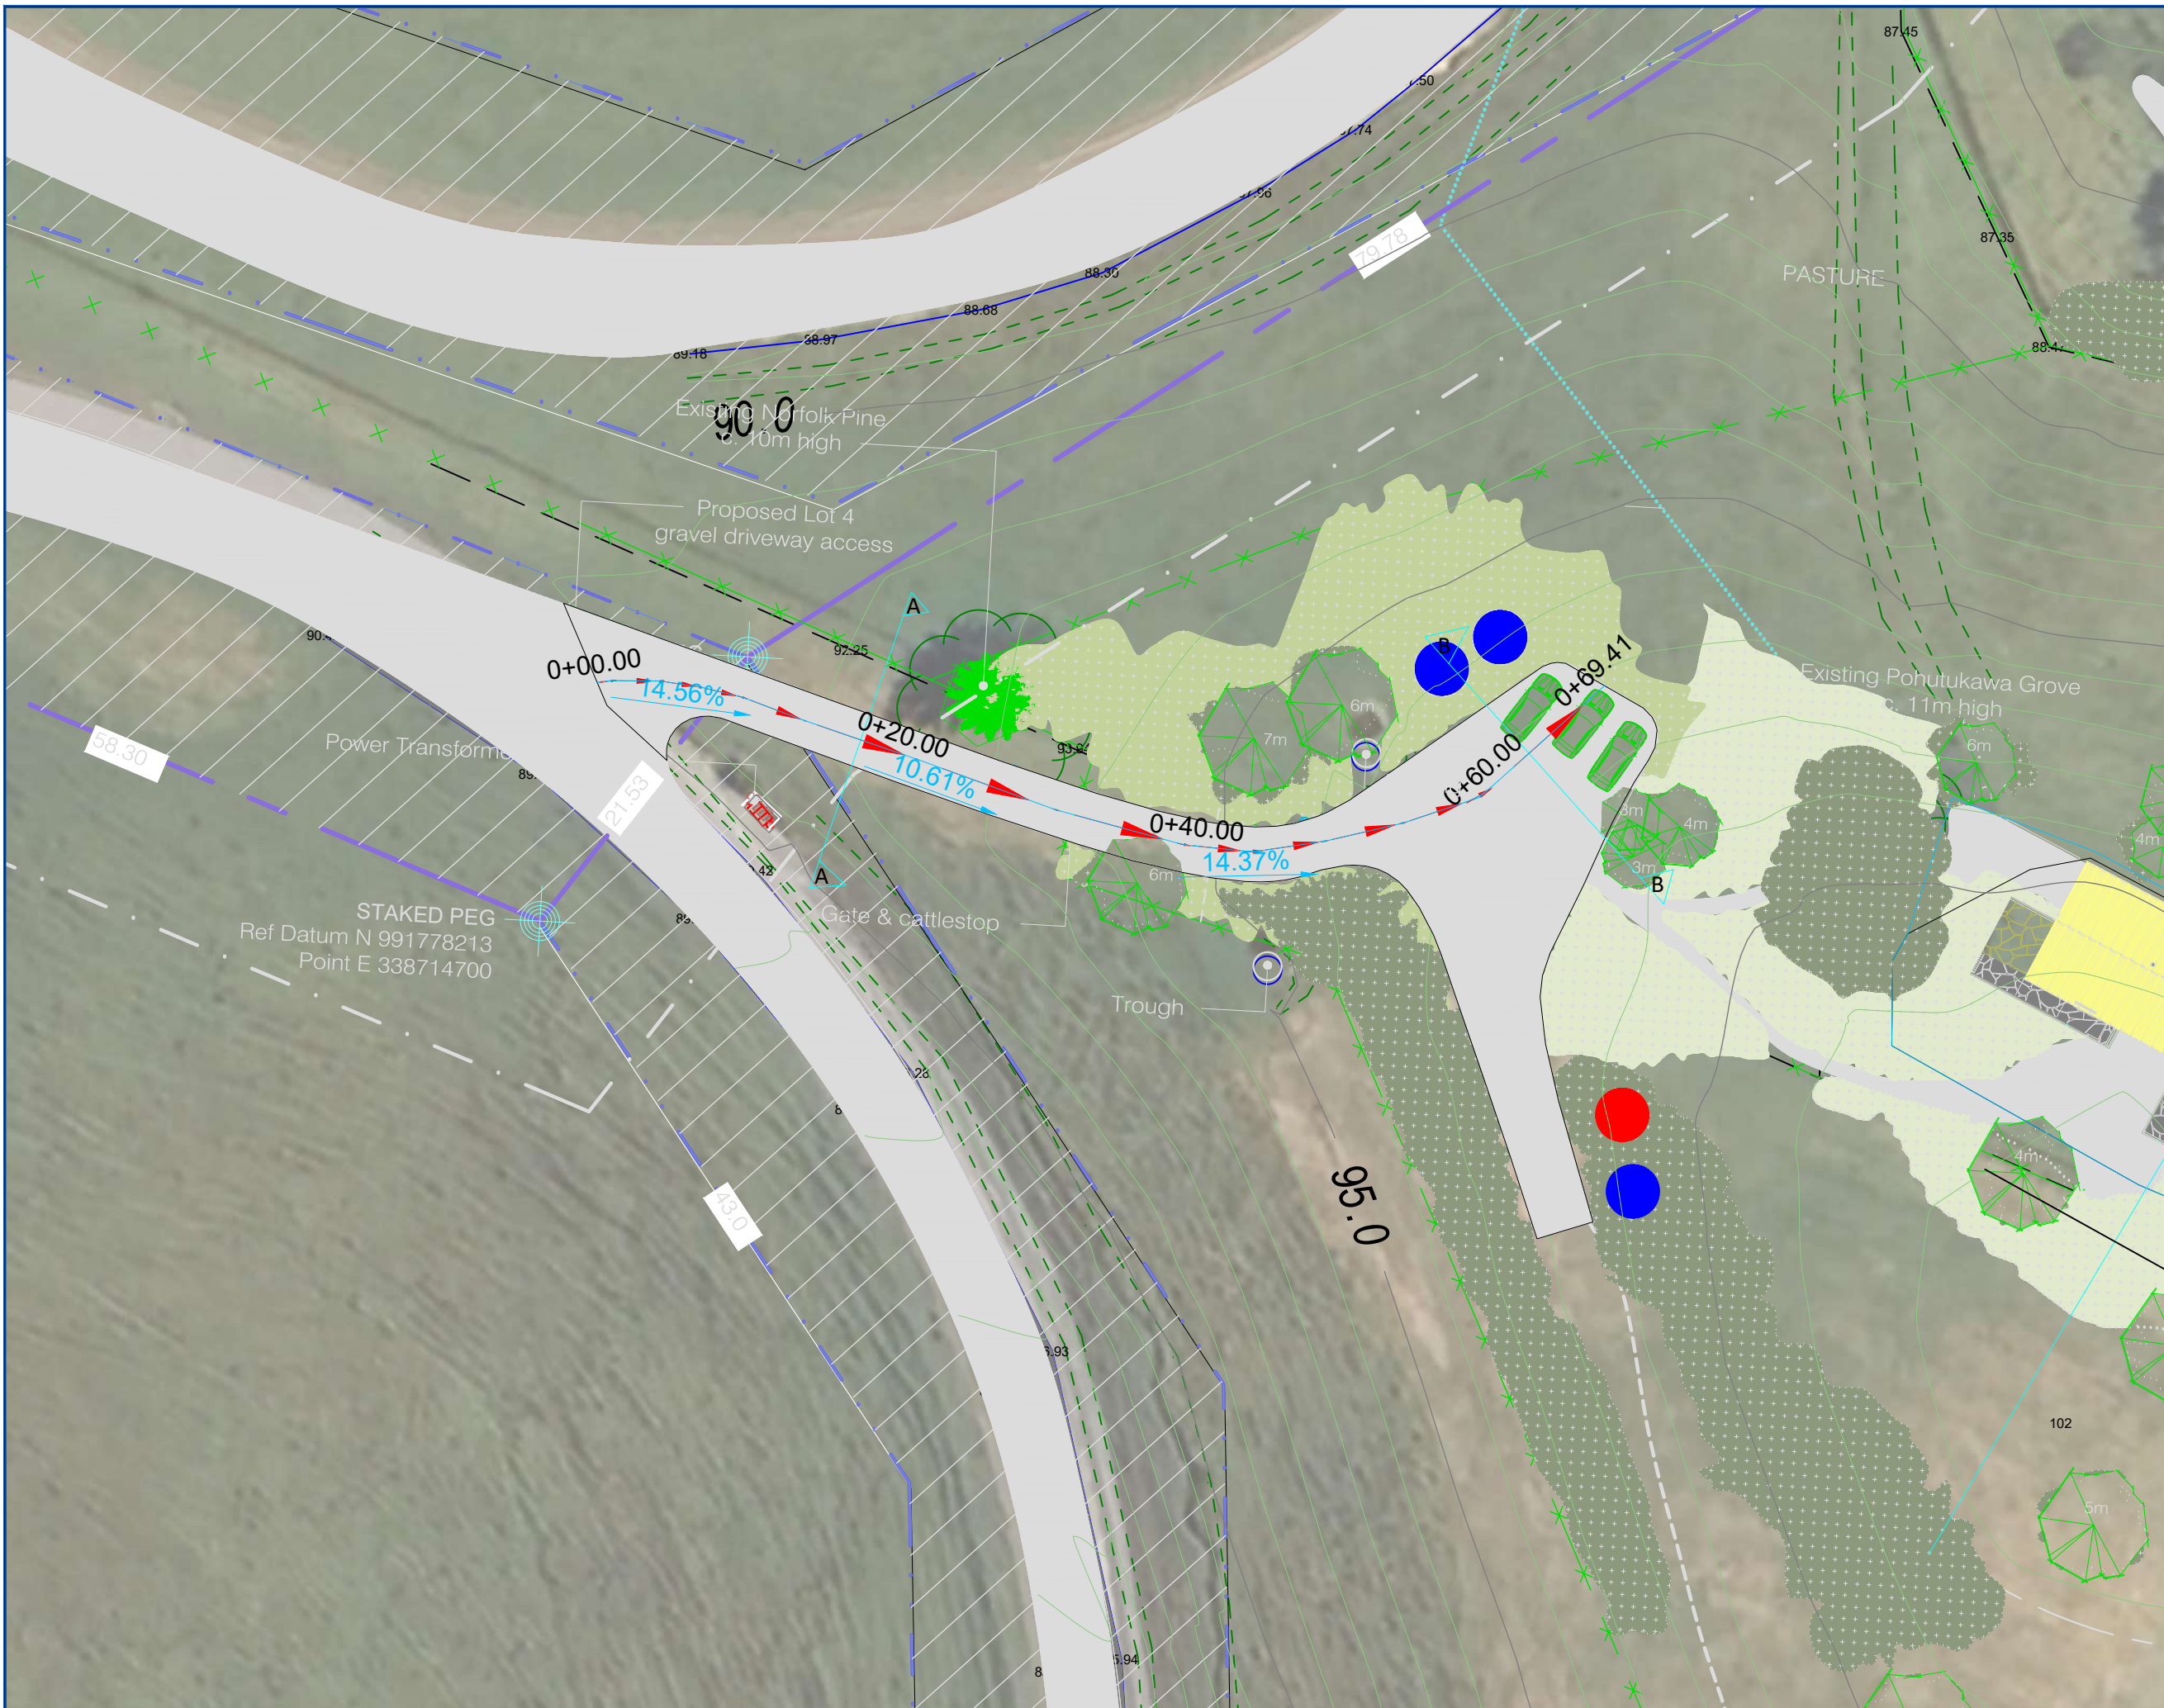 87.45
87.35
PASTURE
79.78
88.30
88.68
38.97
89.18
90.0
Existing Norfolk Pine
c. 10m high
Proposed Lot 4
gravel driveway access
A
B
92.25
0+00.00
14.56%
0+20.00
10.61%
0+40.00
14.37%
0+60.00
0+69.41
6m
7m
Existing Pohutukawa Grove
c. 11m high
6m
3m
4m
3m
4m
B
58.30
Power Transforme
21.53
A
6m
STAKED PEG
Ref Datum N 991778213
Point E 338714700
Gate & cattlestop
Trough
43.0
95.0
4m
102
5m